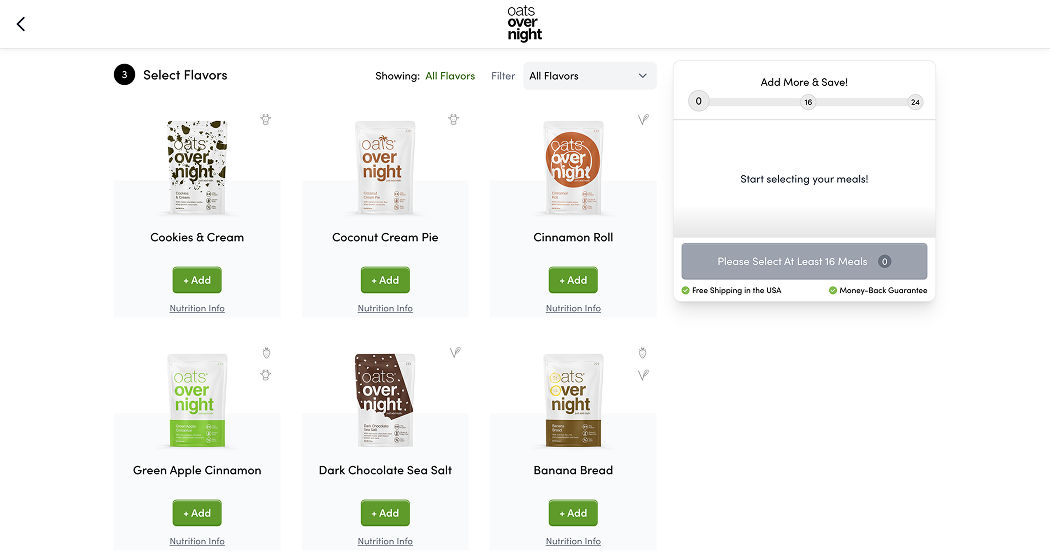 oats
over
night
3 Select Flavors
Showing: All Flavors Filter All Flavors
oats
over
night
Cookies
& Cream
Cookies & Cream
+ Add
Nutrition Info
oats
over
night
Coconut
Cream Pie
Coconut Cream Pie
+ Add
Nutrition Info
oats
over
night
Cinnamon
Roll
Cinnamon Roll
+ Add
Nutrition Info
oats
over
night
Green Apple
Cinnamon
Green Apple Cinnamon
+ Add
Nutrition Info
oats
over
night
Dark Chocolate
Sea Salt
Dark Chocolate Sea Salt
+ Add
Nutrition Info
oats
over
night
Banana
Bread
Banana Bread
+ Add
Nutrition Info
Add More & Save!
0 16 24
Start selecting your meals!
Please Select At Least 16 Meals 0
Free Shipping in the USA Money-Back Guarantee